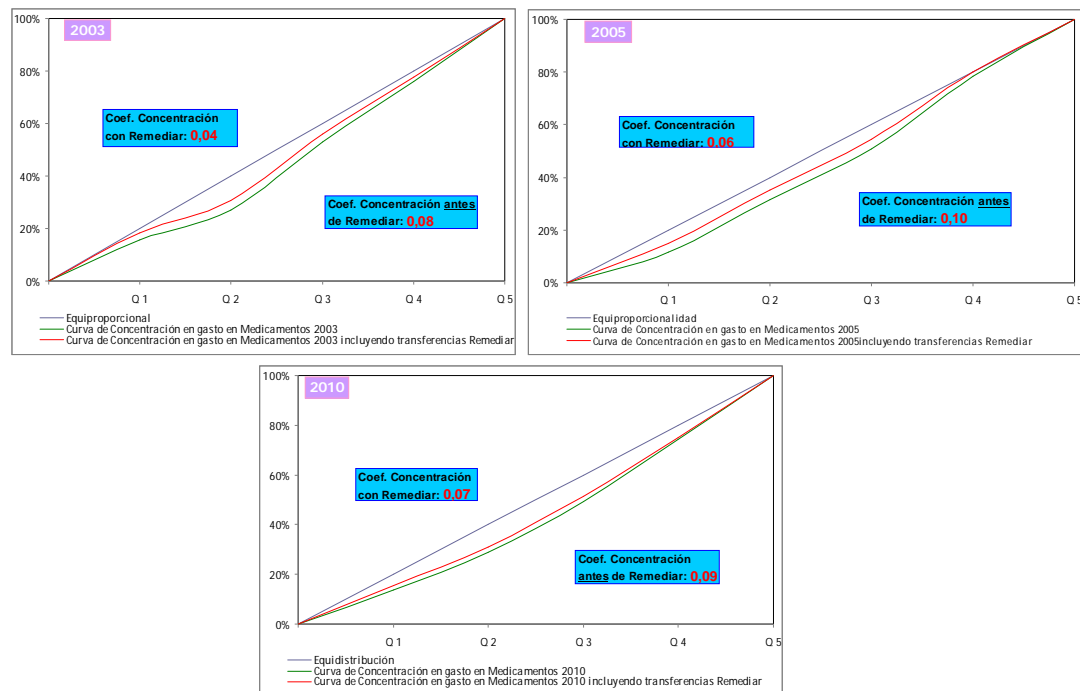 2003
100%
80%
60%
40%
20%
0%
Coef. Concentración
con Remediar: 0,04
Coef. Concentración antes
de Remediar: 0,08
Q 1 Q 2 Q 3 Q 4 Q 5
Equiproporcional
Curva de Concentración en gasto en Medicamentos 2003
Curva de Concentración en gasto en Medicamentos 2003 incluyendo transferencias Remediar
2005
100%
80%
60%
40%
20%
0%
Coef. Concentración
con Remediar: 0.06
Coef. Concentración antes
de Remediar: 0,10
Q 1 Q 2 Q 3 Q 4 Q 5
Equiproporcionalidad
Curva de Concentración en gasto en Medicamentos 2005
Curva de Concentración en gasto en Medicamentos 2005incluyendo transferencias Remediar
2010
100%
80%
60%
40%
20%
0%
Coef. Concentración
con Remediar: 0.07
Coef. Concentración
antes de Remediar: 0,09
Q 1 Q 2 Q 3 Q 4 Q 5
Equidistribución
Curva de Concentración en gasto en Medicamentos 2010
Curva de Concentración en gasto en Medicamentos 2010 incluyendo transferencias Remediar